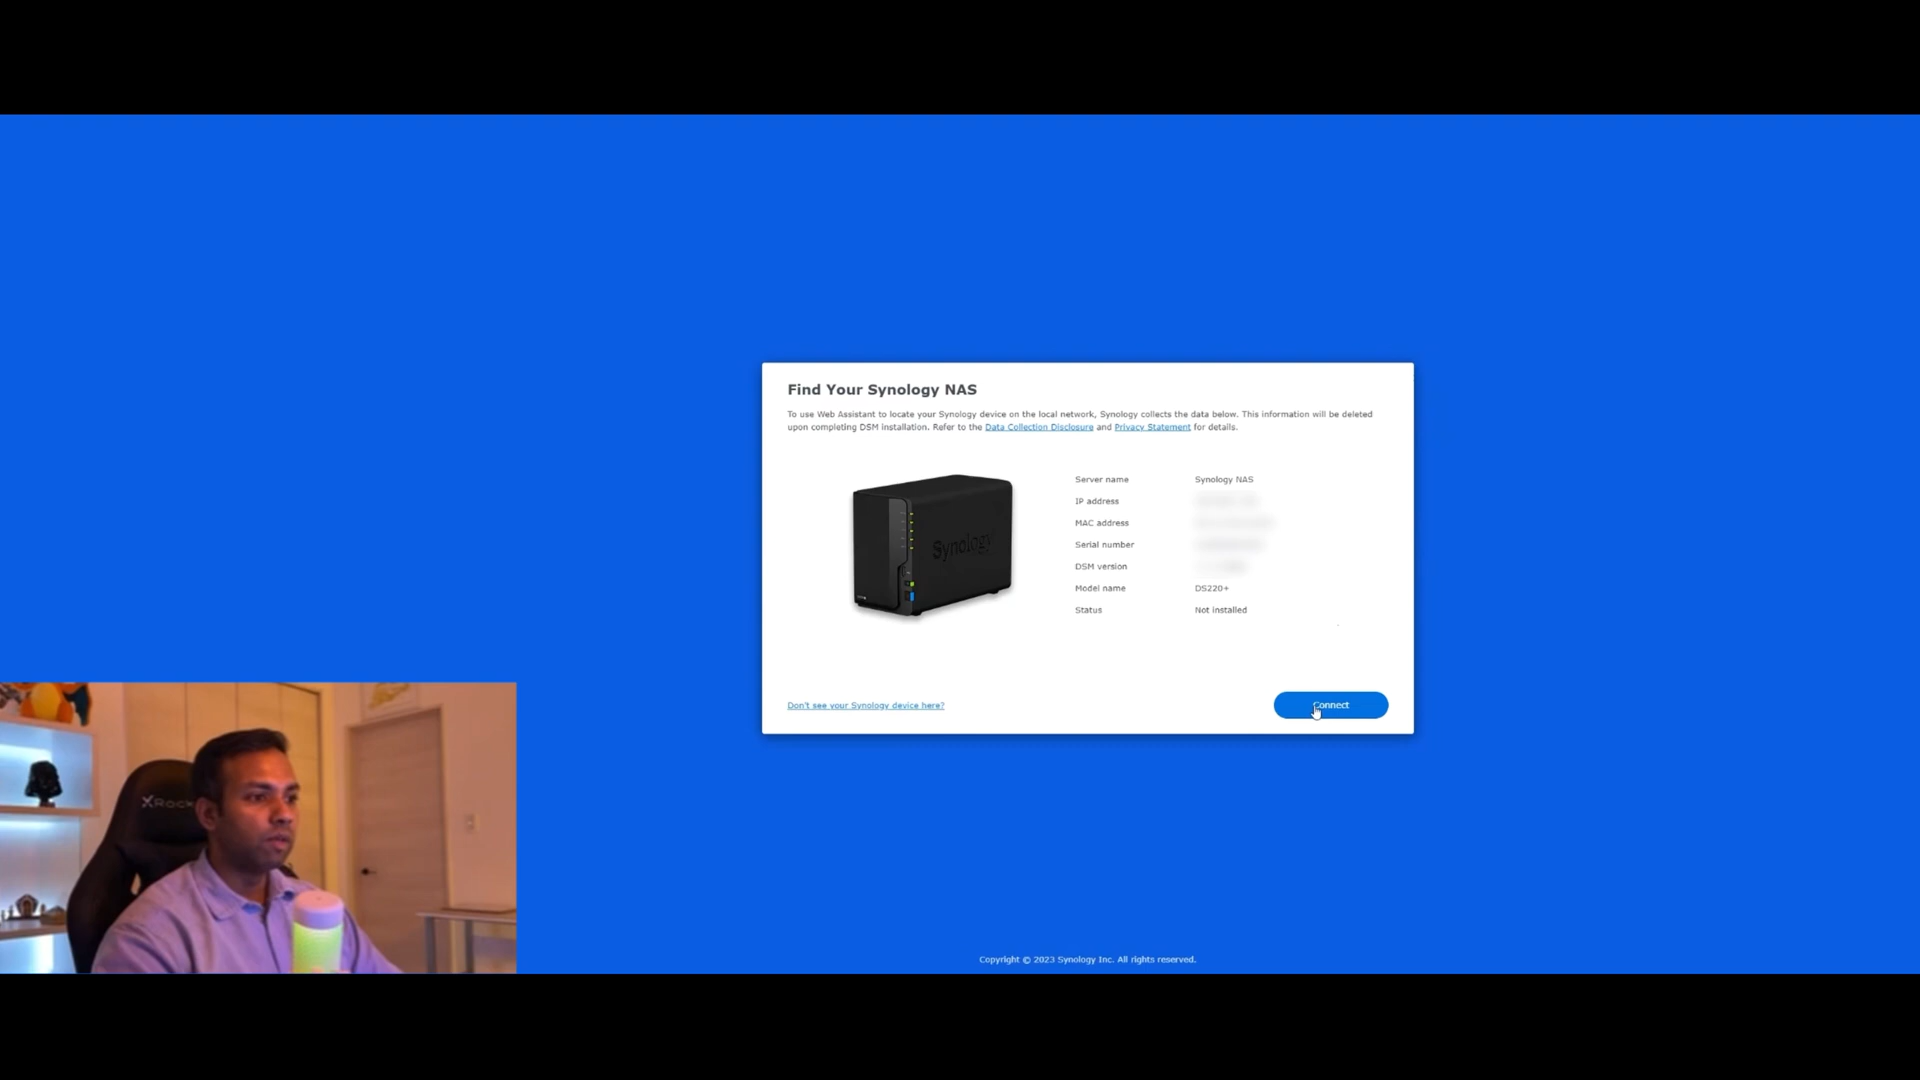 Find Your Synology NAS
To use Web Assistant to locate your Synology device on the local network, Synology collects the data below. This information will be deleted
upon completing DSM installation. Refer to the Data Collection Disclosure and Privacy Statement for details.
Synology
Server name Synology NAS
IP address
MAC address
Serial number
DSM version
Model name DS220+
Status Not installed
Don't see your Synology device here?
Connect
Copyright © 2023 Synology Inc. All rights reserved.